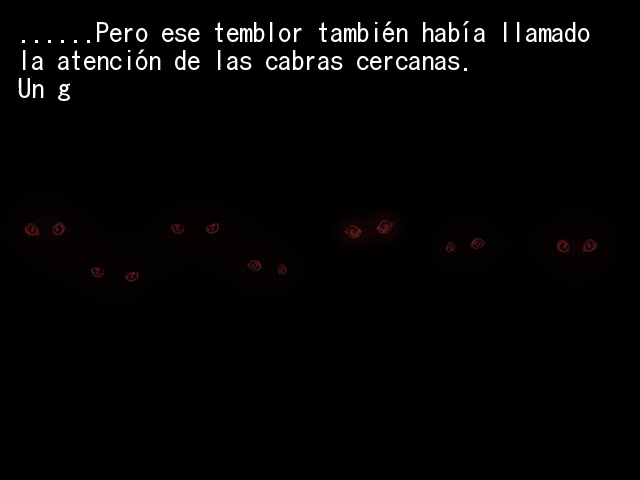 ......Pero ese temblor también había llamado
la atención de las cabras cercanas.
Un g